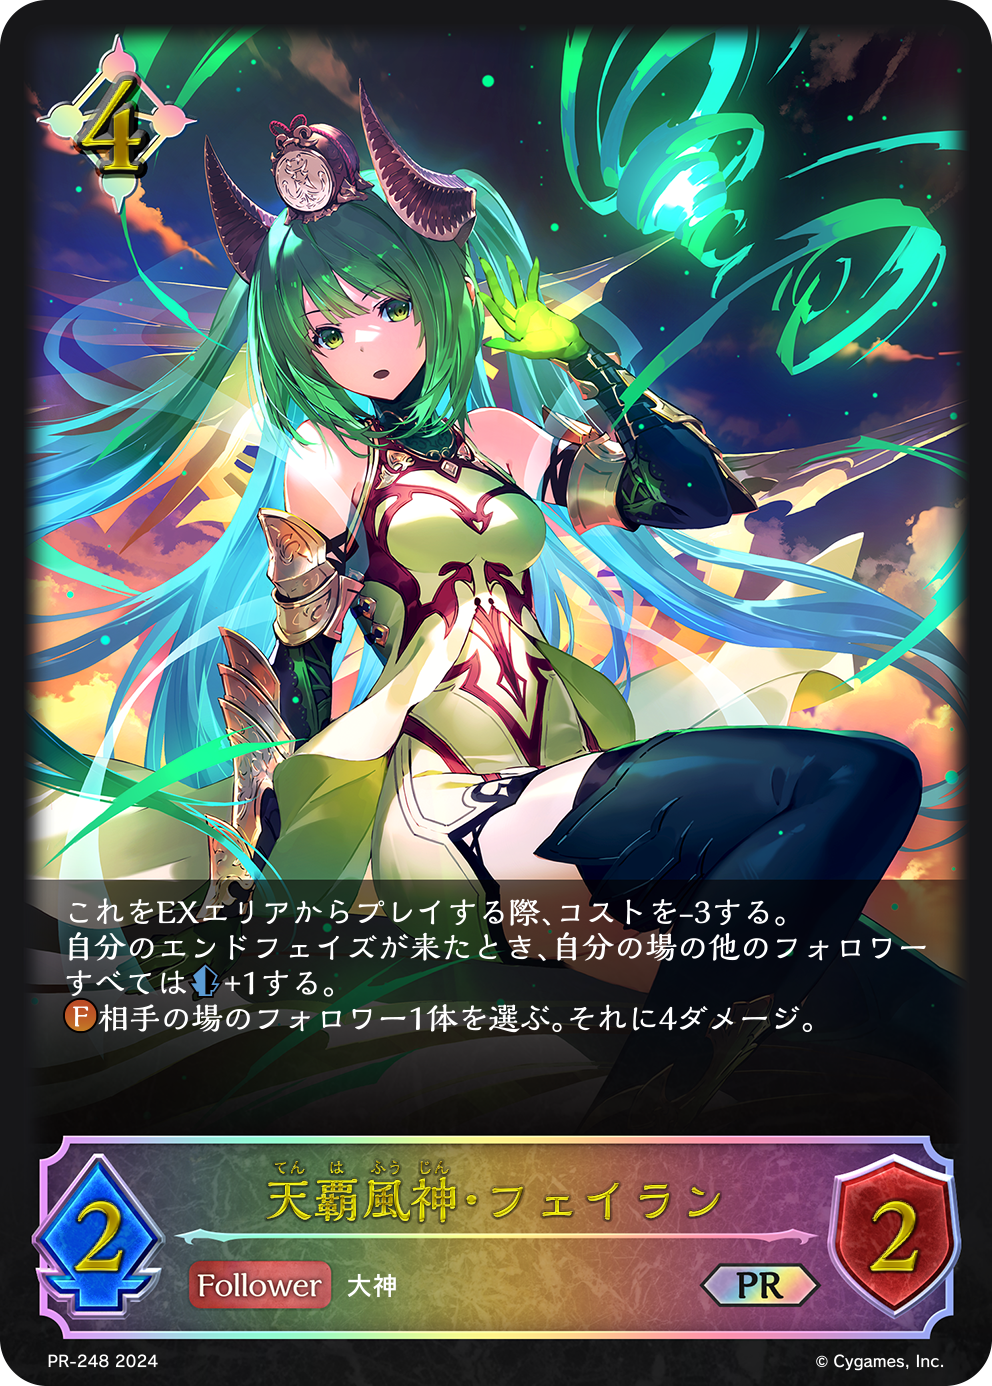 4
これをEXエリアからプレイする際、コストを-3する。
自分のエンドフェイズが来たとき、自分の場の他のフォロワー
すべては+1する。
F 相手の場のフォロワー1体を選ぶ。それに4ダメージ。
てん は ふう じん
天覇風神・フェイラン
2
2
Follower 大神
PR
PR-248 2024
© Cygames, Inc.